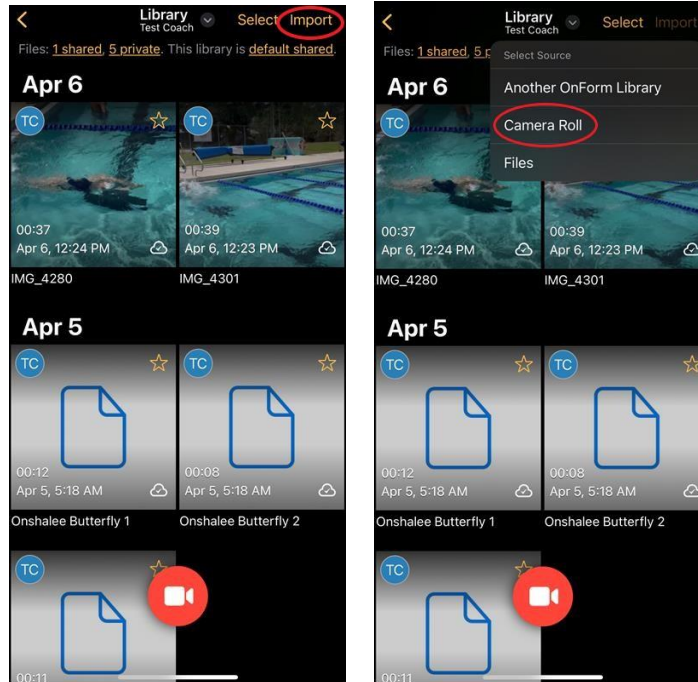 Library
Test Coach
Select Import
Files: 1 shared, 5 private. This library is default shared.
Apr 6
TC
TC
00:37
Apr 6, 12:24 PM
00:39
Apr 6, 12:23 PM
IMG_4280
IMG_4301
Apr 5
TC
TC
00:12
Apr 5, 5:18 AM
00:08
Apr 5, 5:18 AM
Onshalee Butterfly 1
Onshalee Butterfly 2
TC
00:11
Library
Test Coach
Select Import
Files: 1 shared, 5 p
Select Source
Another OnForm Library
Camera Roll
Files
Apr 6
TC
00:37
Apr 6, 12:24 PM
00:39
Apr 6, 12:23 PM
IMG_4280
IMG_4301
Apr 5
TC
TC
00:12
Apr 5, 5:18 AM
00:08
Apr 5, 5:18 AM
Onshalee Butterfly 1
Onshalee Butterfly 2
TC
00:11